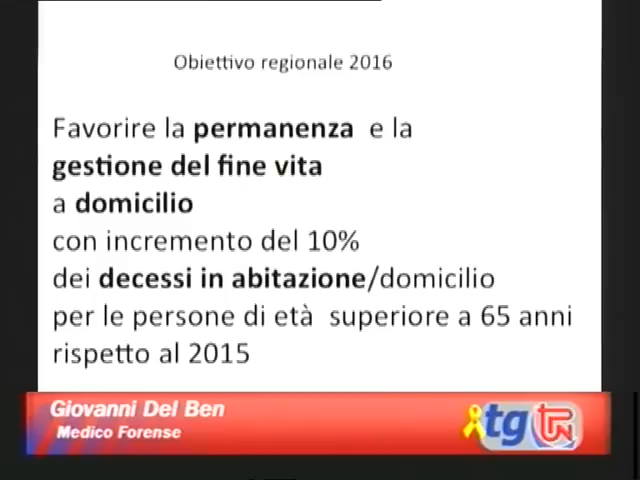 Obiettivo regionale 2016
Favorire la permanenza e la
gestione del fine vita
a domicilio
con incremento del 10%
dei decessi in abitazione/domicilio
per le persone di età superiore a 65 anni
rispetto al 2015
Giovanni Del Ben
Medico Forense
tg TPN